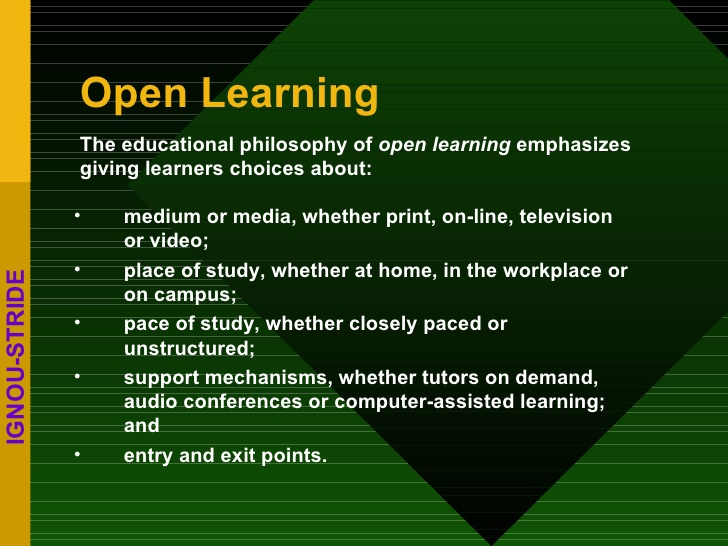 Open Learning
The educational philosophy of open learning emphasizes
giving learners choices about:
• medium or media, whether print, on-line, television
or video;
• place of study, whether at home, in the workplace or
on campus;
• pace of study, whether closely paced or
unstructured;
• support mechanisms, whether tutors on demand,
audio conferences or computer-assisted learning;
and
• entry and exit points.
IGNOU-STRIDE